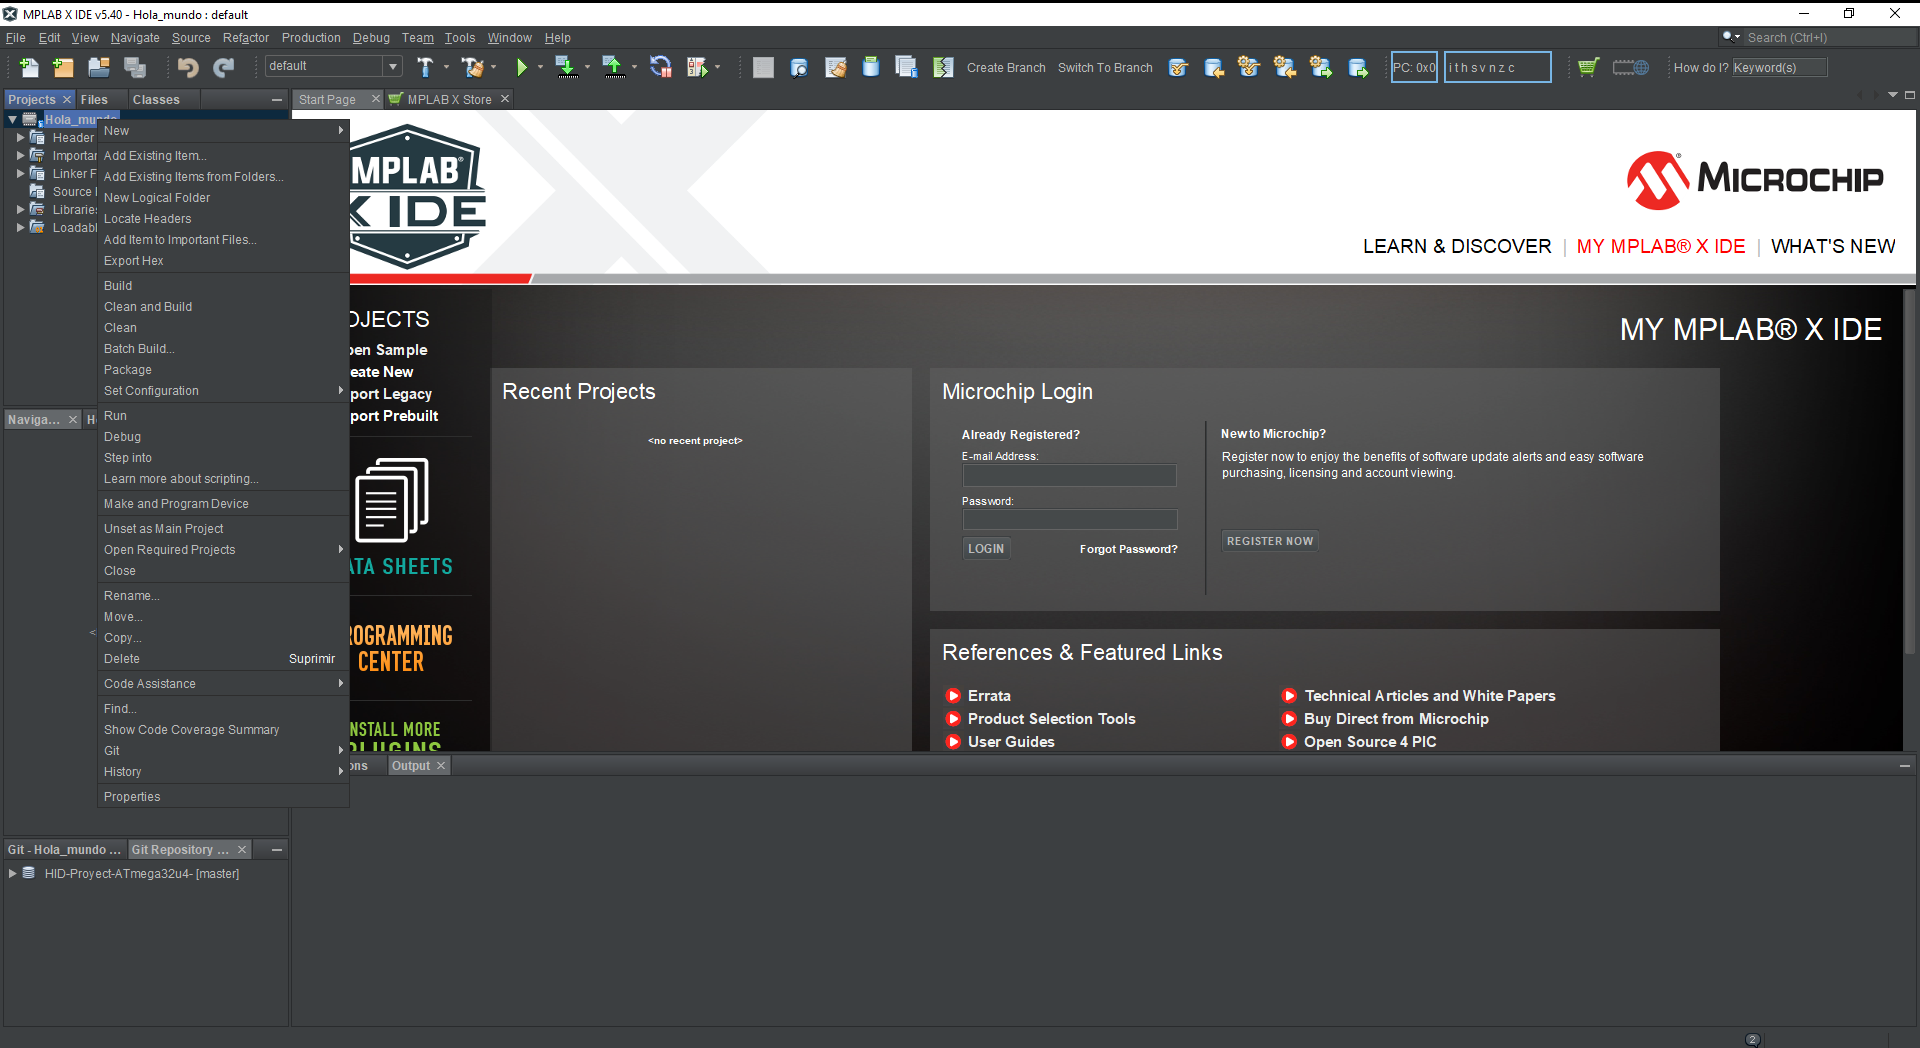 MPLAB X IDE v5.40 - Hola_mundo : default
File Edit View Navigate Source Refactor Production Debug Team Tools Window Help
Search (Ctrl+I)
default
Create Branch Switch To Branch
PC: 0x0
i t h s v n z c
How do I? Keyword(s)
Projects Files Classes
Start Page MPLAB X Store
Hola_mundo
Header
Importan
Linker F
Source
Libraries
Loadabl
New
Add Existing Item...
Add Existing Items from Folders...
New Logical Folder
Locate Headers
Add Item to Important Files...
Export Hex
Build
Clean and Build
Clean
Batch Build...
Package
Set Configuration
Run
Debug
Step into
Learn more about scripting...
Make and Program Device
Unset as Main Project
Open Required Projects
Close
Rename...
Move...
Copy...
Delete Suprimir
Code Assistance
Find...
Show Code Coverage Summary
Git
History
Properties
Naviga...
MPLAB®
X IDE
MICROCHIP
LEARN & DISCOVER | MY MPLAB® X IDE | WHAT'S NEW
OJECTS
pen Sample
eate New
port Legacy
port Prebuilt
ATA SHEETS
ROGRAMMING
CENTER
NSTALL MORE
PLUGINS
MY MPLAB® X IDE
Recent Projects
<no recent project>
Microchip Login
Already Registered?
E-mail Address:
Password:
LOGIN
Forgot Password?
New to Microchip?
Register now to enjoy the benefits of software update alerts and easy software
purchasing, licensing and account viewing.
REGISTER NOW
References & Featured Links
Errata
Product Selection Tools
User Guides
Technical Articles and White Papers
Buy Direct from Microchip
Open Source 4 PIC
ons Output
Git - Hola_mundo ... Git Repository ...
HID-Proyect-ATmega32u4- [master]
2